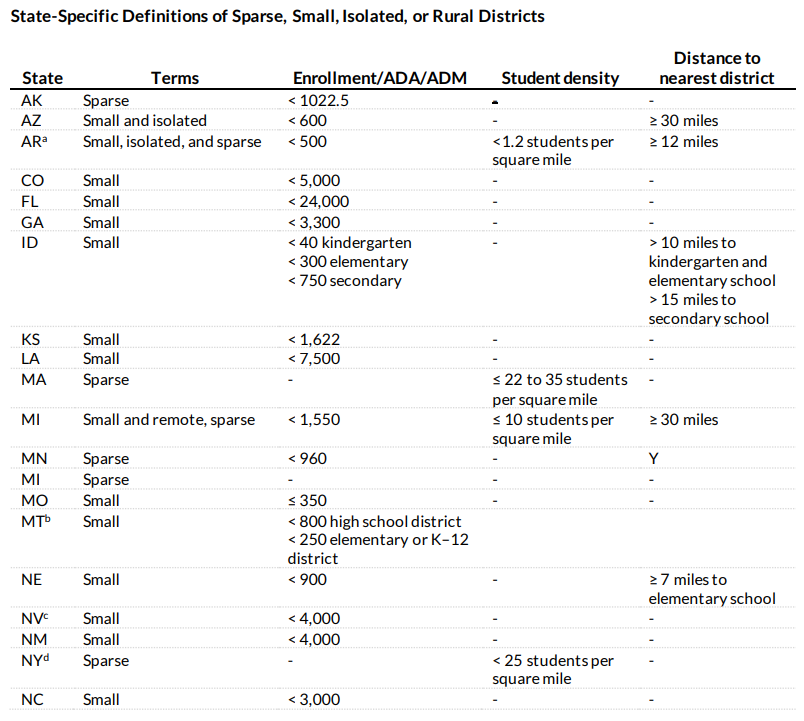 State-Specific Definitions of Sparse, Small, Isolated, or Rural Districts
Distance to
State Terms Enrollment/ADA/ADM Student density nearest district
AK Sparse < 1022.5 - -
AZ Small and isolated < 600 - ≥ 30 miles
ARᵃ Small, isolated, and sparse < 500 <1.2 students per ≥ 12 miles
square mile
CO Small < 5,000 - -
FL Small < 24,000 - -
GA Small < 3,300 - -
ID Small < 40 kindergarten - > 10 miles to
< 300 elementary kindergarten and
< 750 secondary elementary school
> 15 miles to
secondary school
KS Small < 1,622 - -
LA Small < 7,500 - -
MA Sparse - ≤ 22 to 35 students -
per square mile
MI Small and remote, sparse < 1,550 ≤ 10 students per ≥ 30 miles
square mile
MN Sparse < 960 - Y
MI Sparse - - -
MO Small ≤ 350 - -
MTᵇ Small < 800 high school district
< 250 elementary or K–12
district
NE Small < 900 - ≥ 7 miles to
elementary school
NVᶜ Small < 4,000 - -
NM Small < 4,000 - -
NYᵈ Sparse - < 25 students per -
square mile
NC Small < 3,000 - -